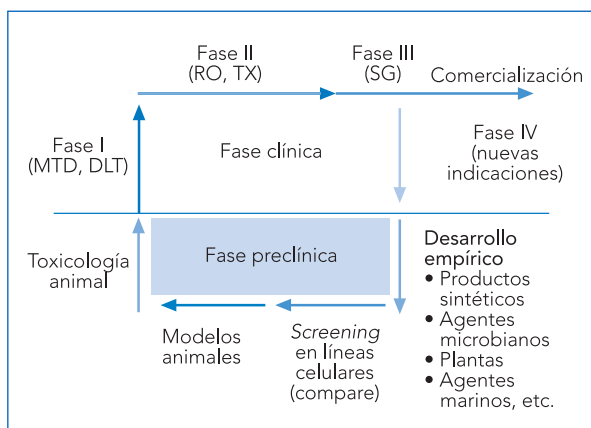 Fase II
(RO, TX)
Fase III
(SG)
Comercialización
Fase I
(MTD, DLT)
Fase clínica
Fase IV
(nuevas
indicaciones)
Toxicología
animal
Fase preclínica
Modelos
animales
Screening
en líneas
celulares
(compare)
Desarrollo
empírico
• Productos
sintéticos
• Agentes
microbianos
• Plantas
• Agentes
marinos, etc.